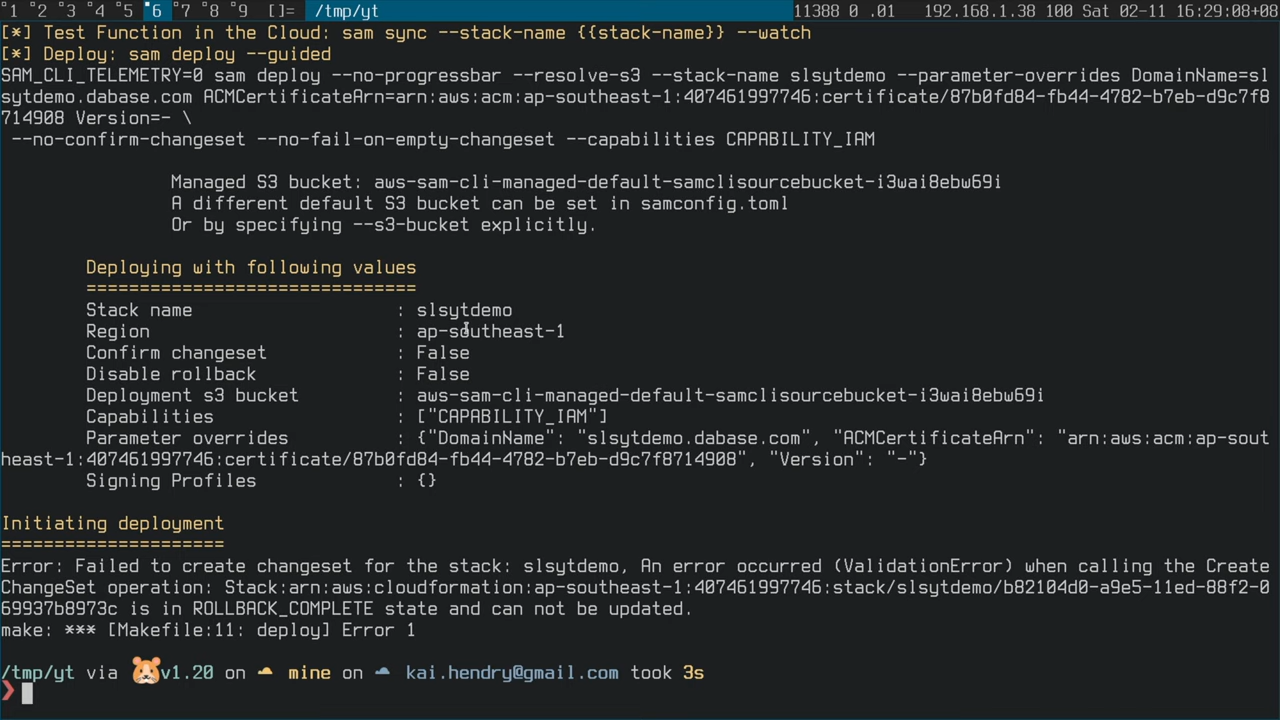 1 2 4 5 6 7 8 9 []= /tmp/yt 11388 0 .01 192.168.1.38 100 Sat 02-11 16:29:08+08
[*] Test Function in the Cloud: sam sync --stack-name {{stack-name}} --watch
[*] Deploy: sam deploy --guided
SAM_CLI_TELEMETRY=0 sam deploy --no-progressbar --resolve-s3 --stack-name slsytdemo --parameter-overrides DomainName=sl
sytdemo.dabase.com ACMCertificateArn=arn:aws:acm:ap-southeast-1:407461997746:certificate/87b0fd84-fb44-4782-b7eb-d9c7f8
714908 Version=- \
--no-confirm-changeset --no-fail-on-empty-changeset --capabilities CAPABILITY_IAM
Managed S3 bucket: aws-sam-cli-managed-default-samclisourcebucket-i3wai8ebw69i
A different default S3 bucket can be set in samconfig.toml
Or by specifying --s3-bucket explicitly.
Deploying with following values
===============================
Stack name : slsytdemo
Region : ap-southeast-1
Confirm changeset : False
Disable rollback : False
Deployment s3 bucket : aws-sam-cli-managed-default-samclisourcebucket-i3wai8ebw69i
Capabilities : ["CAPABILITY_IAM"]
Parameter overrides : {"DomainName": "slsytdemo.dabase.com", "ACMCertificateArn": "arn:aws:acm:ap-sout
heast-1:407461997746:certificate/87b0fd84-fb44-4782-b7eb-d9c7f8714908", "Version": "-"}
Signing Profiles : {}
Initiating deployment
=====================
Error: Failed to create changeset for the stack: slsytdemo, An error occurred (ValidationError) when calling the Create
ChangeSet operation: Stack:arn:aws:cloudformation:ap-southeast-1:407461997746:stack/slsytdemo/b82104d0-a9e5-11ed-88f2-0
69937b8973c is in ROLLBACK_COMPLETE state and can not be updated.
make: *** [Makefile:11: deploy] Error 1
/tmp/yt via 🐹v1.20 on ☁ mine on ☁ kai.hendry@gmail.com took 3s
❯